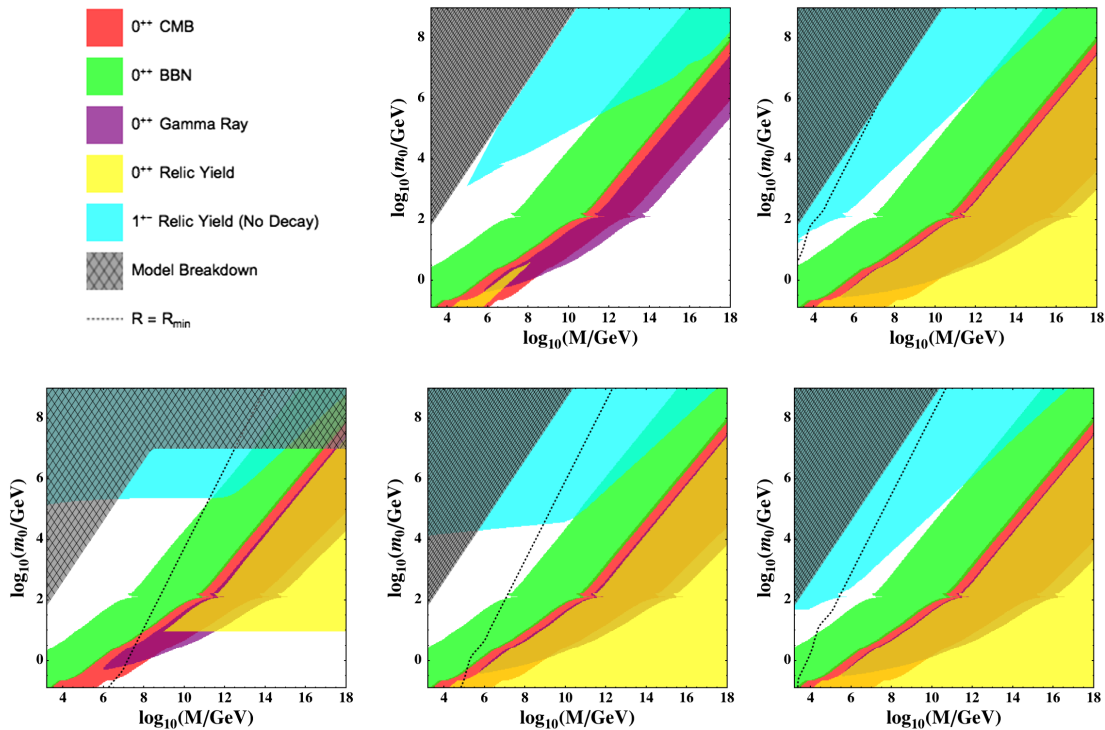 0⁺⁺ CMB
0⁺⁺ BBN
0⁺⁺ Gamma Ray
0⁺⁺ Relic Yield
1⁺⁻ Relic Yield (No Decay)
Model Breakdown
R = R_min
log₁₀(m₀/GeV)
8
6
4
2
0
4 6 8 10 12 14 16 18
log₁₀(M/GeV)
log₁₀(m₀/GeV)
8
6
4
2
0
4 6 8 10 12 14 16 18
log₁₀(M/GeV)
log₁₀(m₀/GeV)
8
6
4
2
0
4 6 8 10 12 14 16 18
log₁₀(M/GeV)
log₁₀(m₀/GeV)
8
6
4
2
0
4 6 8 10 12 14 16 18
log₁₀(M/GeV)
log₁₀(m₀/GeV)
8
6
4
2
0
4 6 8 10 12 14 16 18
log₁₀(M/GeV)